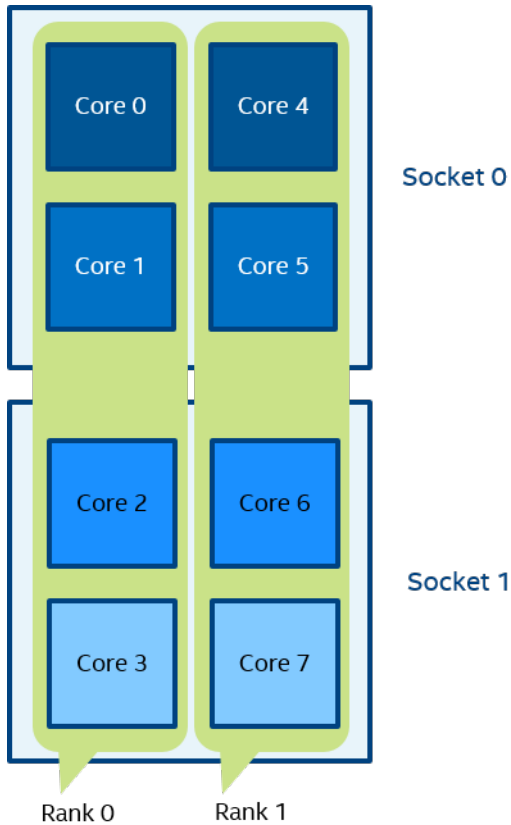 Core 0
Core 4
Socket 0
Core 1
Core 5
Core 2
Core 6
Socket 1
Core 3
Core 7
Rank 0
Rank 1